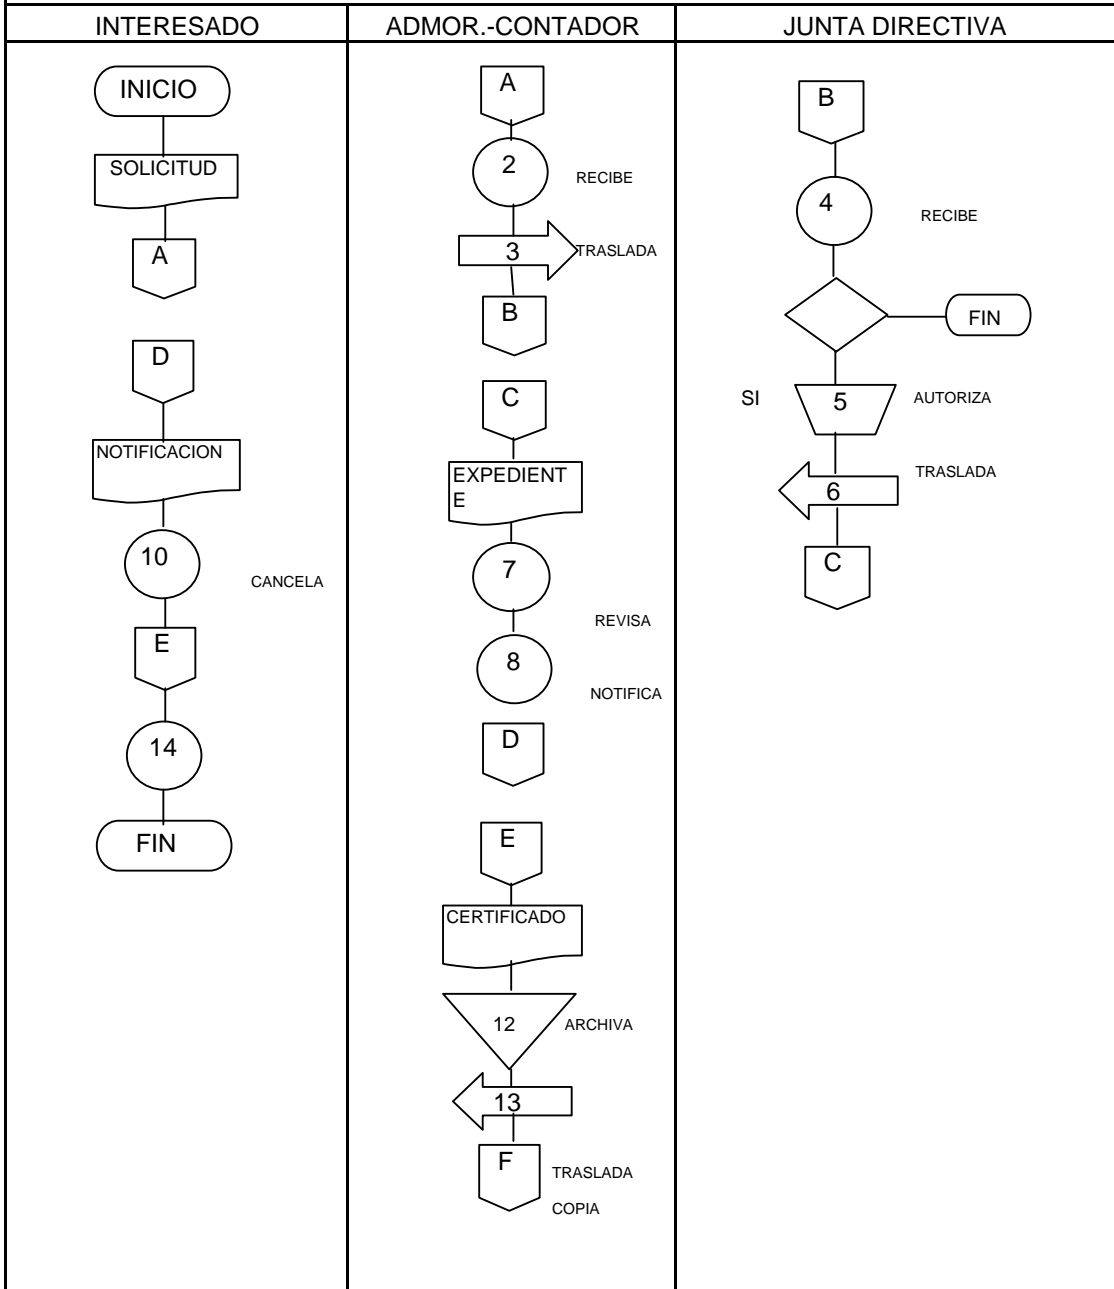 INTERESADO
ADMOR.-CONTADOR
JUNTA DIRECTIVA
INICIO
SOLICITUD
A
D
NOTIFICACION
10
CANCELA
E
14
FIN
A
2
RECIBE
3
TRASLADA
B
C
EXPEDIENT
E
7
REVISA
8
NOTIFICA
D
E
CERTIFICADO
12
ARCHIVA
13
F
TRASLADA
COPIA
B
4
RECIBE
FIN
SI
5
AUTORIZA
TRASLADA
6
C